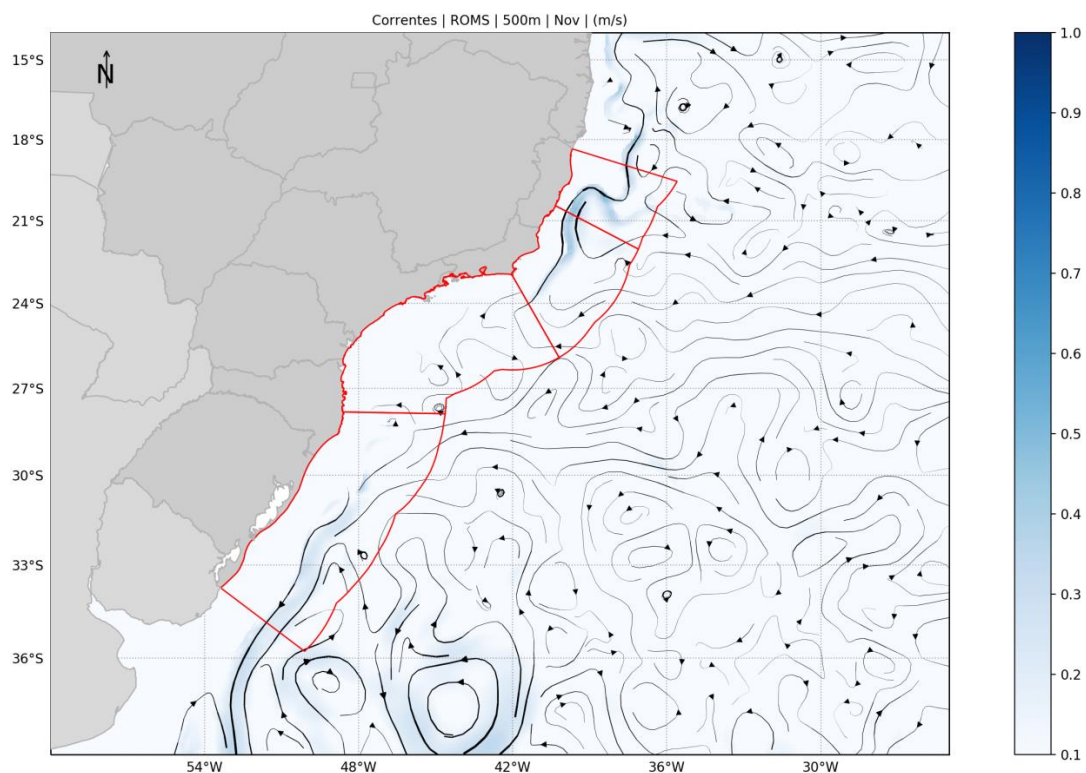 Correntes | ROMS | 500m | Nov | (m/s)
N
15°S
18°S
21°S
24°S
27°S
30°S
33°S
36°S
54°W
48°W
42°W
36°W
30°W
1.0
0.9
0.8
0.7
0.6
0.5
0.4
0.3
0.2
0.1